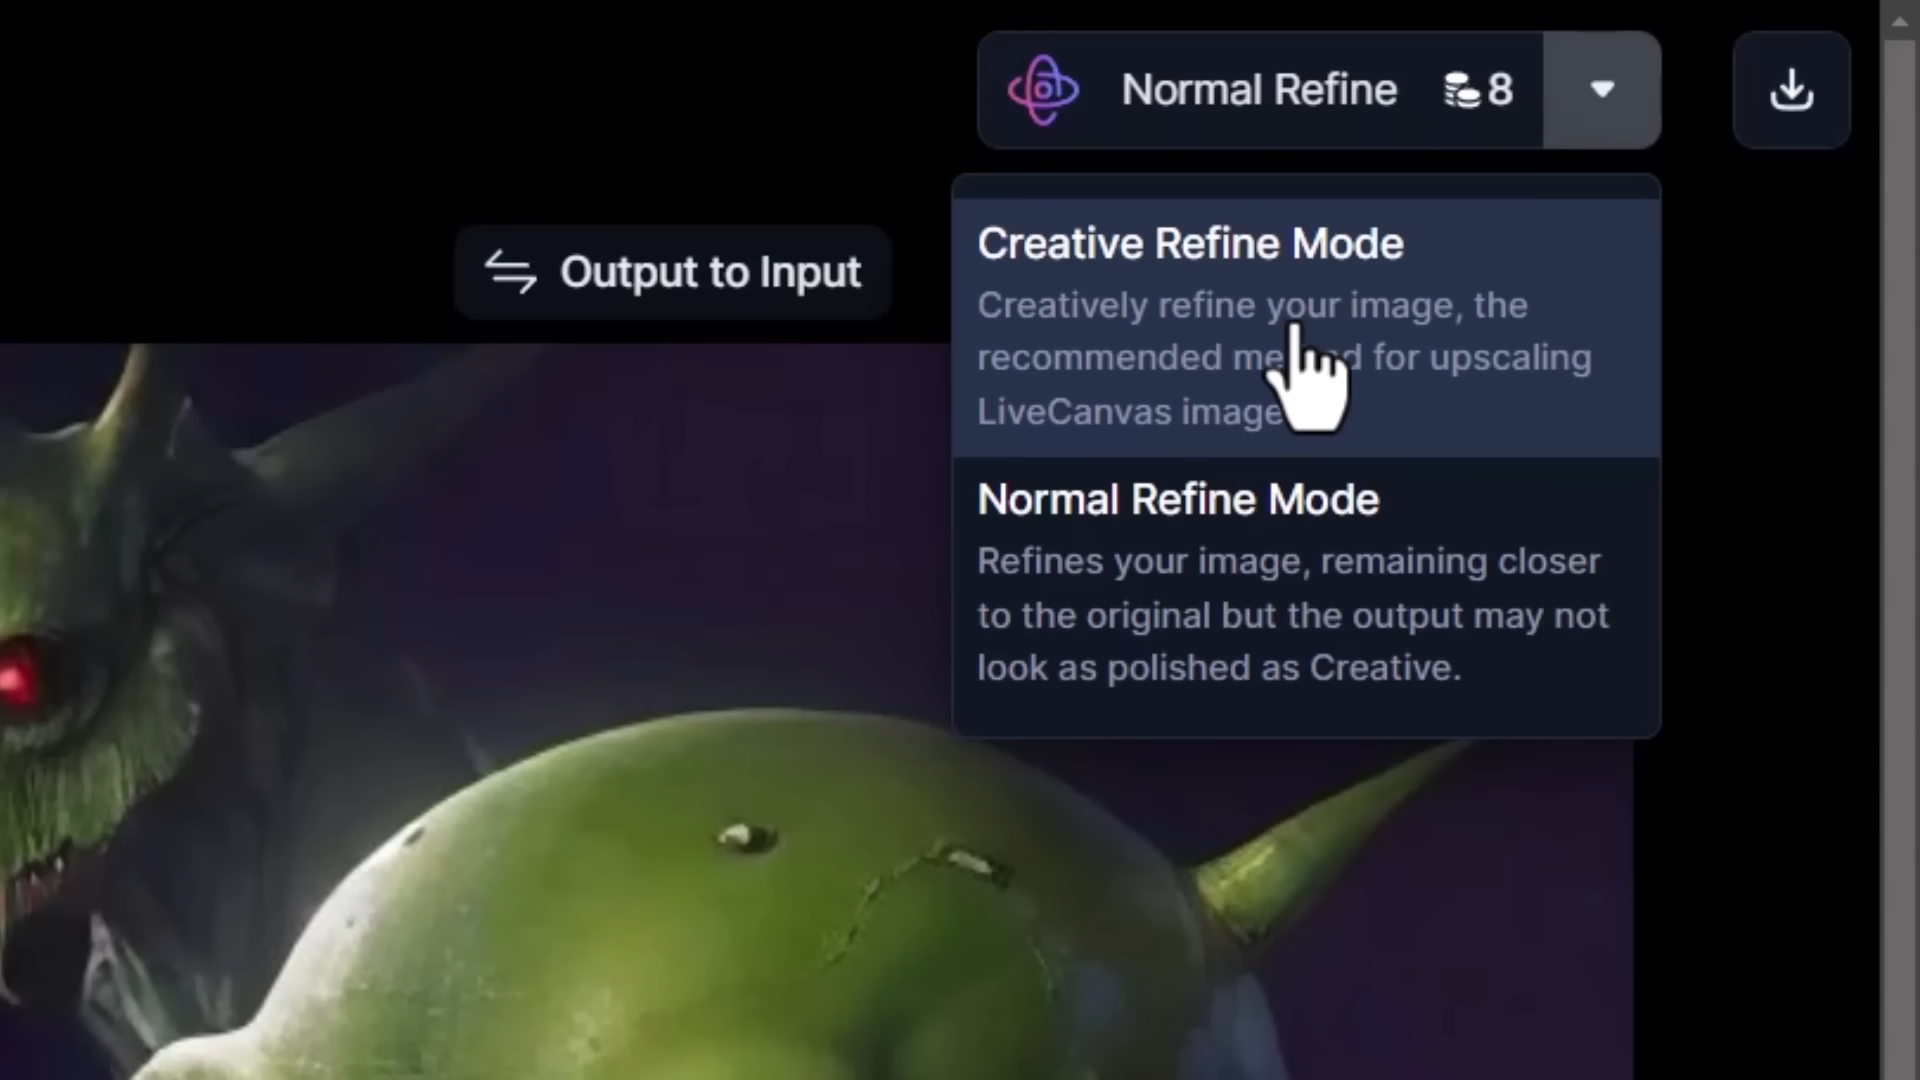 Normal Refine 8
Output to Input
Creative Refine Mode
Creatively refine your image, the
recommended for upscaling
LiveCanvas
Normal Refine Mode
Refines your image, remaining closer
to the original but the output may not
look as polished as Creative.